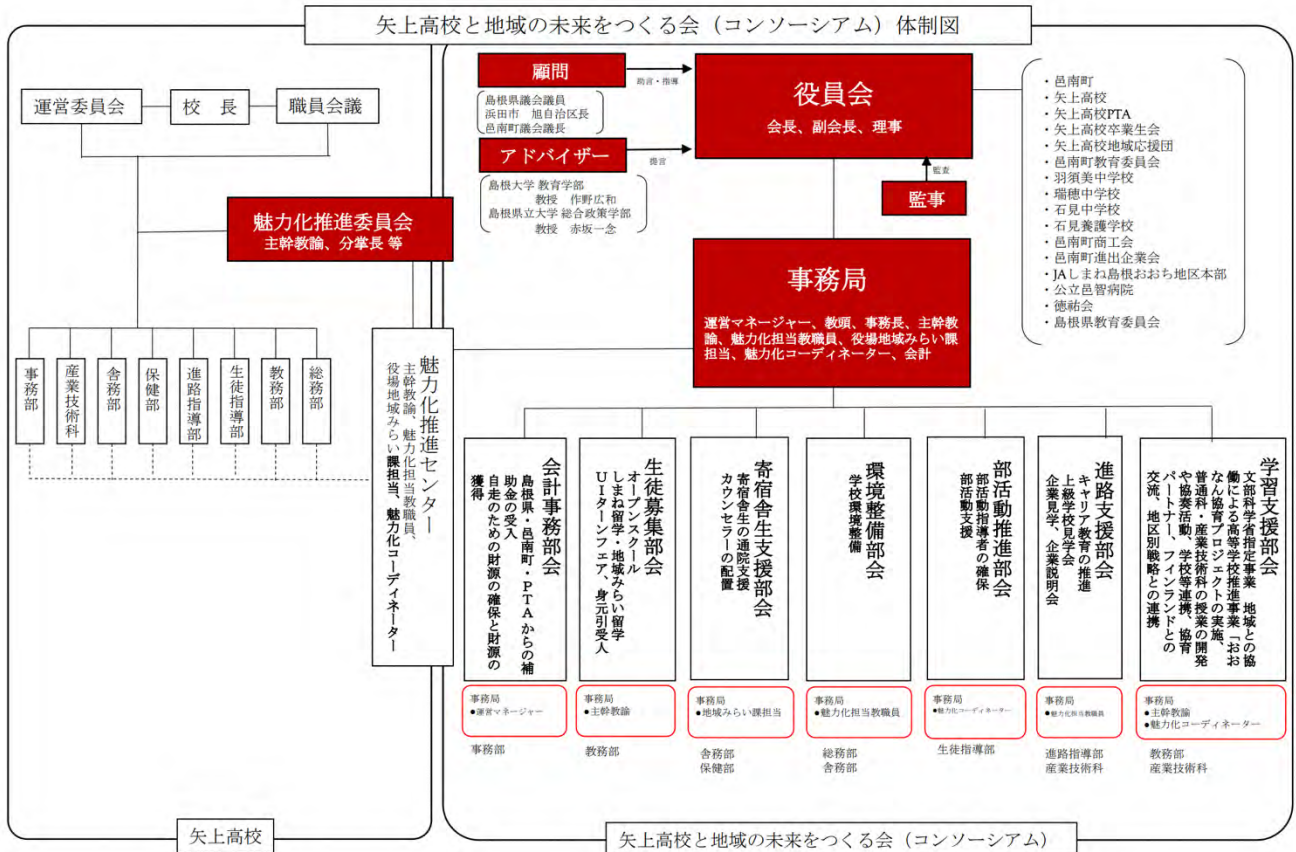 矢上高校と地域の未来をつくる会（コンソーシアム）体制図
運営委員会
校　長
職員会議
魅力化推進委員会
主幹教諭、分掌長 等
事務部
産業技術科
舎務部
保健部
進路指導部
生徒指導部
教務部
総務部
魅力化推進センター
主幹教諭、魅力化担当教職員、
役場地域みらい課担当、魅力化コーディネーター
矢上高校
顧問
助言・指導
島根県議会議員
浜田市　旭自治区長
邑南町議会議長
アドバイザー
提言
島根大学 教育学部
教授　作野広和
島根県立大学 総合政策学部
教授　赤坂一念
役員会
会長、副会長、理事
監査
監事
・邑南町
・矢上高校
・矢上高校PTA
・矢上高校卒業生会
・矢上高校地域応援団
・邑南町教育委員会
・羽須美中学校
・瑞穂中学校
・石見中学校
・石見養護学校
・邑南町商工会
・邑南町進出企業会
・JAしまね島根おおち地区本部
・公立邑智病院
・徳祐会
・島根県教育委員会
事務局
運営マネージャー、教頭、事務長、主幹教
諭、魅力化担当教職員、役場地域みらい課
担当、魅力化コーディネーター、会計
会計事務部会
島根県・邑南町・PTAからの補
助金の受入
自走のための財源の確保と財源の
獲得
事務局
●運営マネージャー
事務部
生徒募集部会
オープンスクール
しまね留学・地域みらい留学
UIターンフェア、身元引受人
事務局
●主幹教諭
教務部
寄宿舎生支援部会
寄宿舎生の通院支援
カウンセラーの配置
事務局
●地域みらい課担当
舎務部
保健部
環境整備部会
学校環境整備
事務局
●魅力化担当教職員
総務部
舎務部
部活動推進部会
部活動指導者の確保
部活動支援
事務局
●魅力化コーディネーター
生徒指導部
進路支援部会
キャリア教育の推進
上級学校見学会
企業見学、企業説明会
事務局
●魅力化担当教職員
進路指導部
産業技術科
学習支援部会
文部科学省指定事業　地域との協
働による高等学校推進事業「おお
なん協育プロジェクトの実施、
普通科・産業技術科の授業の開発
や協奏活動、学校等連携、協育
パートナー、フィンランドとの
交流、地区別戦略との連携
事務局
●主幹教諭
●魅力化コーディネーター
教務部
産業技術科
矢上高校と地域の未来をつくる会（コンソーシアム）